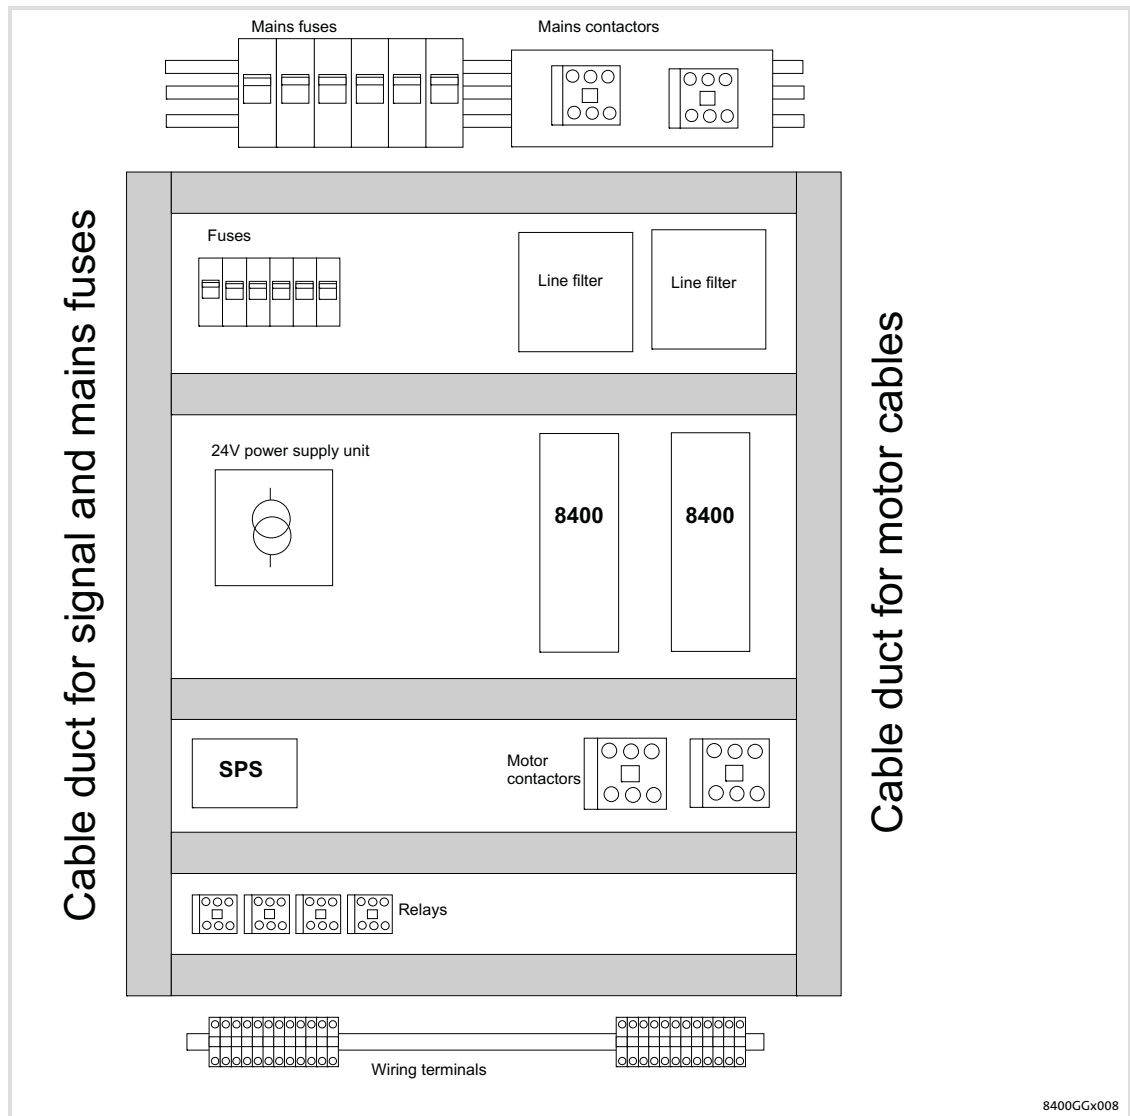 Mains fuses
Mains contactors
Cable duct for signal and mains fuses
Fuses
Line filter
Line filter
24V power supply unit
8400
8400
Cable duct for motor cables
SPS
Motor
contactors
Relays
Wiring terminals
8400GGx008